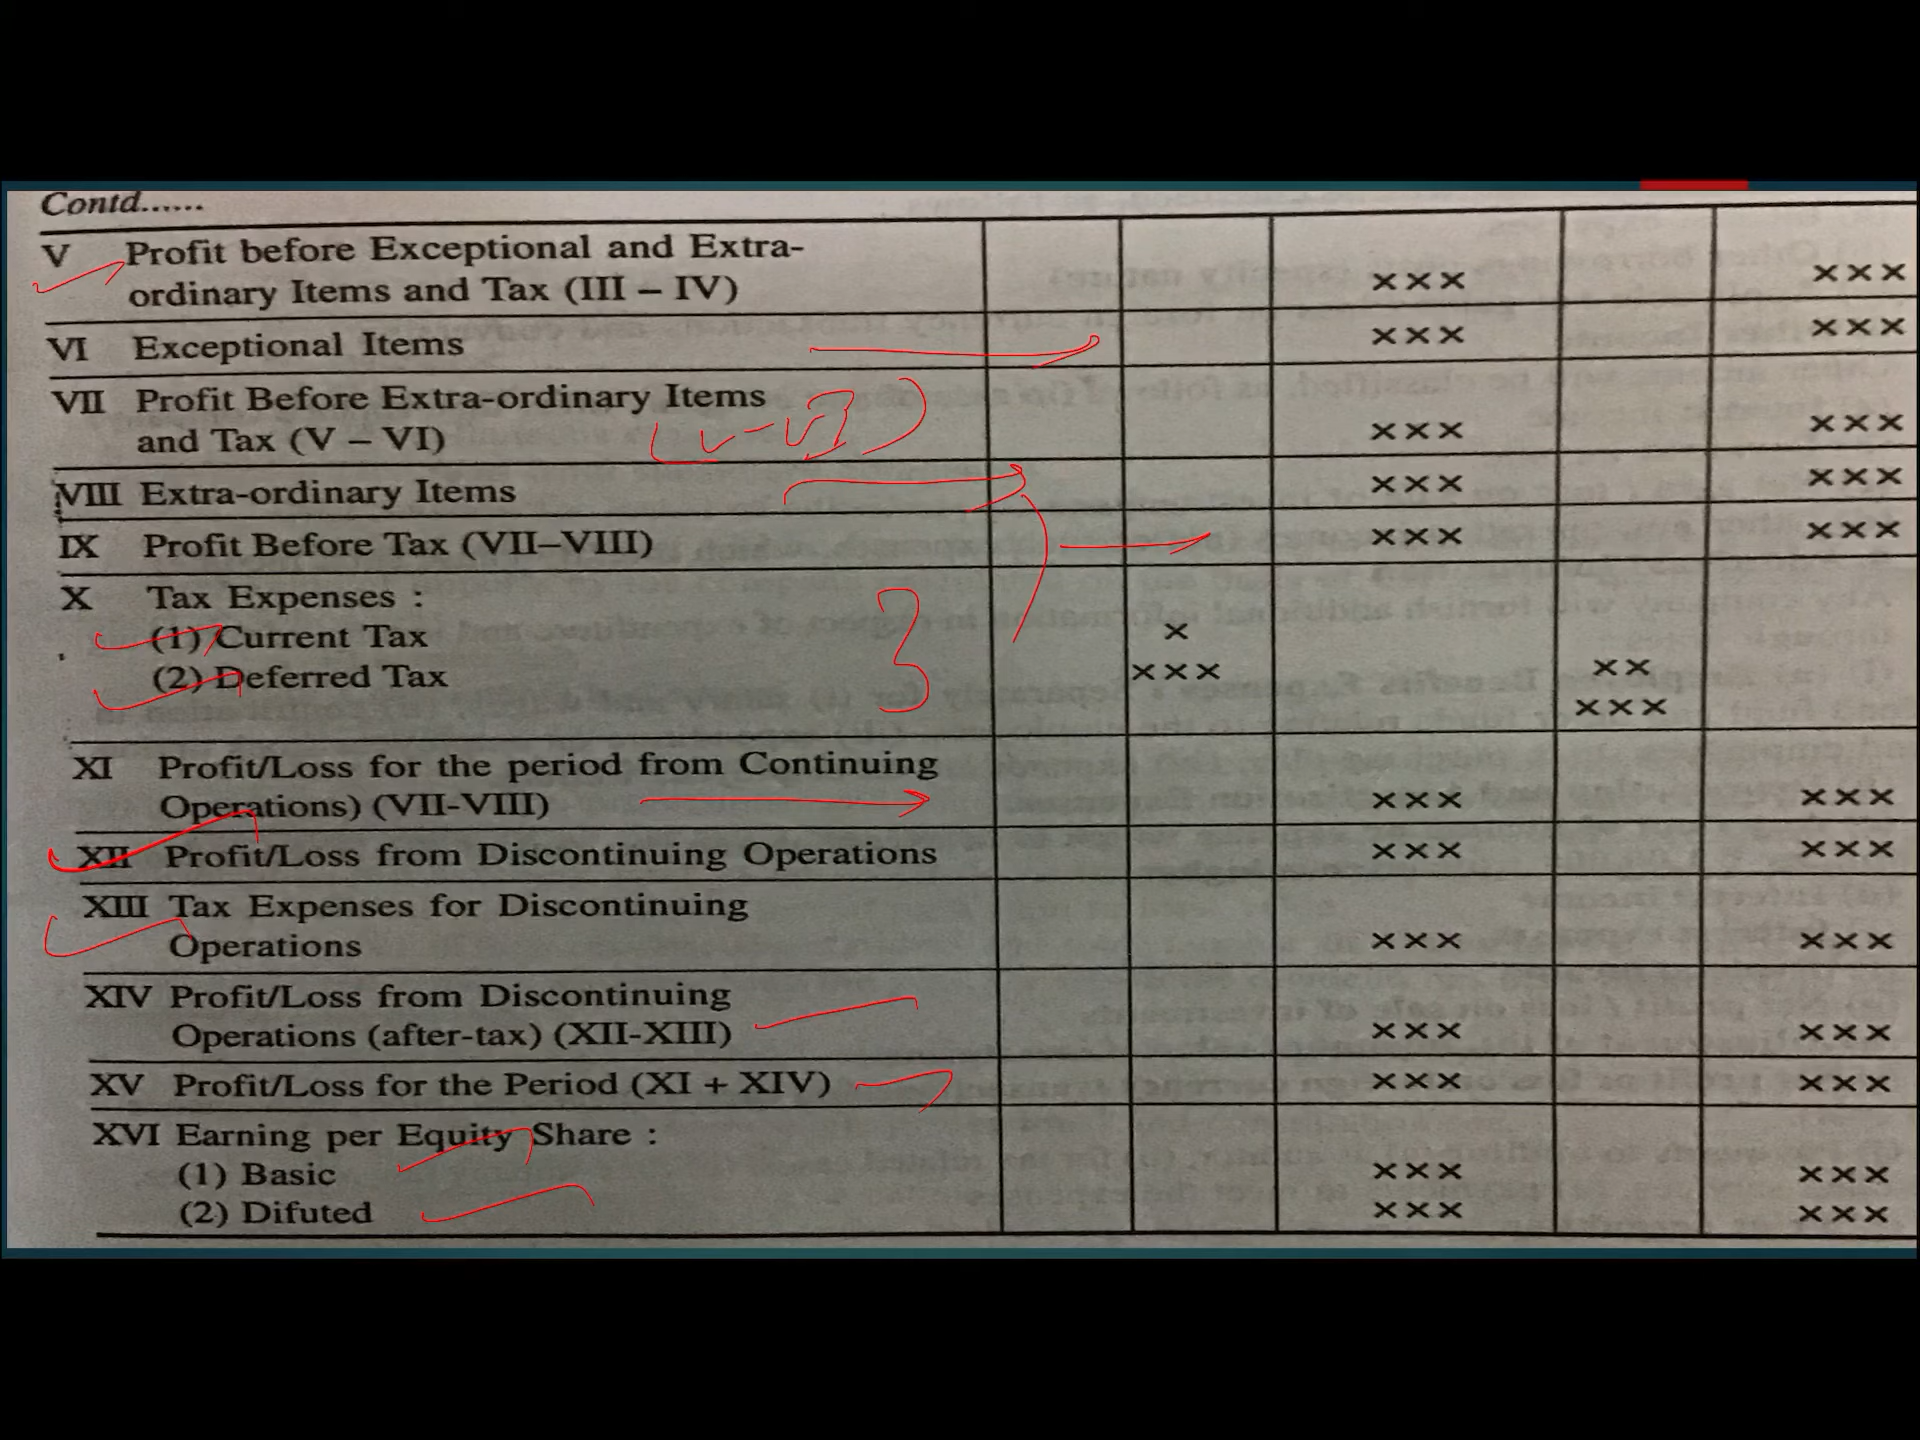 Contd......
V Profit before Exceptional and Extra-
ordinary Items and Tax (III – IV) ××× ×××
VI Exceptional Items ××× ×××
VII Profit Before Extra-ordinary Items
and Tax (V – VI) (V-VI) ××× ×××
VIII Extra-ordinary Items ××× ×××
IX Profit Before Tax (VII–VIII) ××× ×××
X Tax Expenses :
(1) Current Tax ×
(2) Deferred Tax ××× ××
×××
XI Profit/Loss for the period from Continuing
Operations) (VII-VIII) ××× ×××
XII Profit/Loss from Discontinuing Operations ××× ×××
XIII Tax Expenses for Discontinuing
Operations ××× ×××
XIV Profit/Loss from Discontinuing
Operations (after-tax) (XII-XIII) ××× ×××
XV Profit/Loss for the Period (XI + XIV) ××× ×××
XVI Earning per Equity Share :
(1) Basic ××× ×××
(2) Difuted ××× ×××